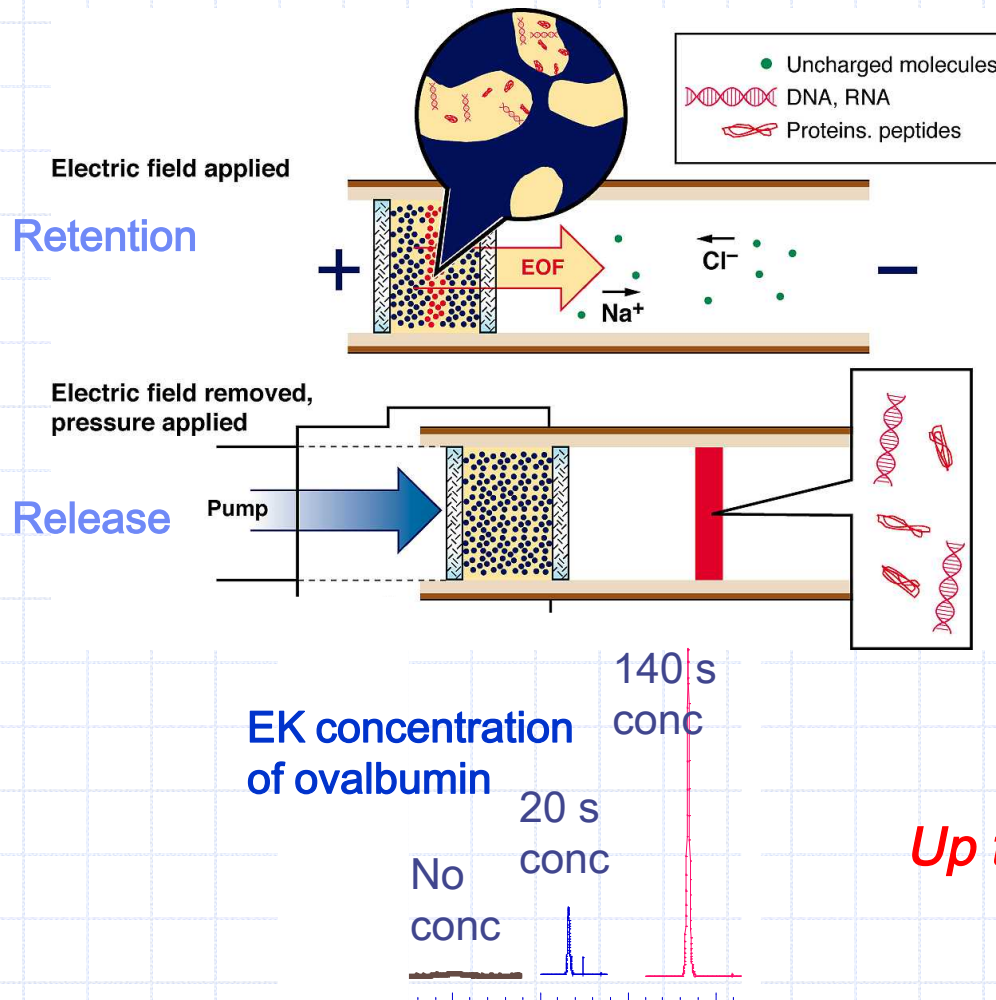 Uncharged molecules
DNA, RNA
Proteins. peptides
Electric field applied
Retention
+
EOF
Cl⁻
Na⁺
−
Electric field removed,
pressure applied
Release
Pump
140 s
conc
EK concentration
of ovalbumin
20 s
conc
No
conc
Up